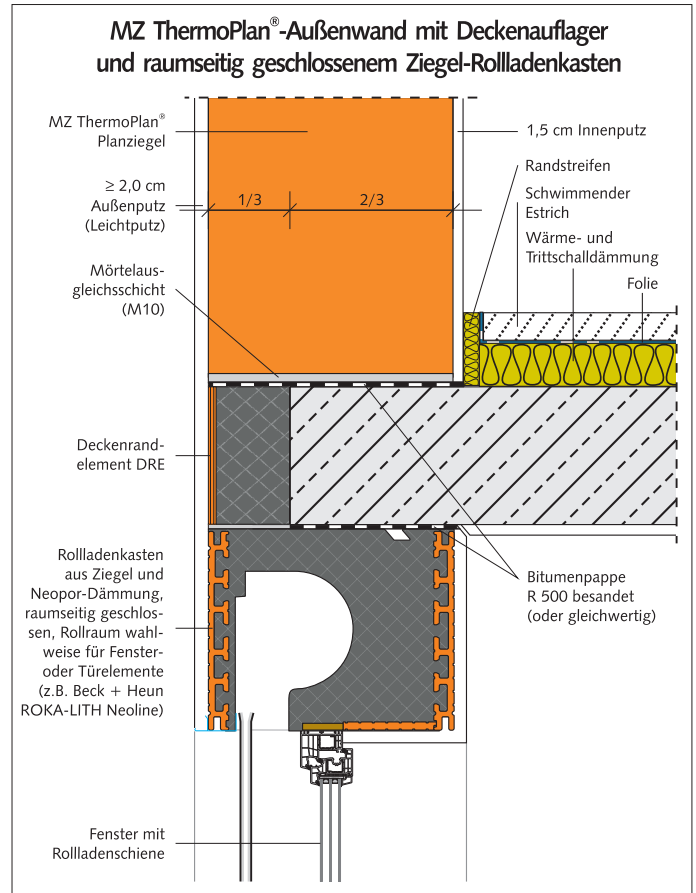 MZ ThermoPlan®-Außenwand mit Deckenauflager
und raumseitig geschlossenem Ziegel-Rollladenkasten
MZ ThermoPlan®
Planziegel
≥ 2,0 cm
Außenputz
(Leichtputz)
1/3
2/3
Mörtelaus-
gleichsschicht
(M10)
1,5 cm Innenputz
Randstreifen
Schwimmender
Estrich
Wärme- und
Trittschalldämmung
Folie
Deckenrand-
element DRE
Rollladenkasten
aus Ziegel und
Neopor-Dämmung,
raumseitig geschlos-
sen, Rollraum wahl-
weise für Fenster-
oder Türelemente
(z.B. Beck + Heun
ROKA-LITH Neoline)
Bitumenpappe
R 500 besandet
(oder gleichwertig)
Fenster mit
Rollladenschiene